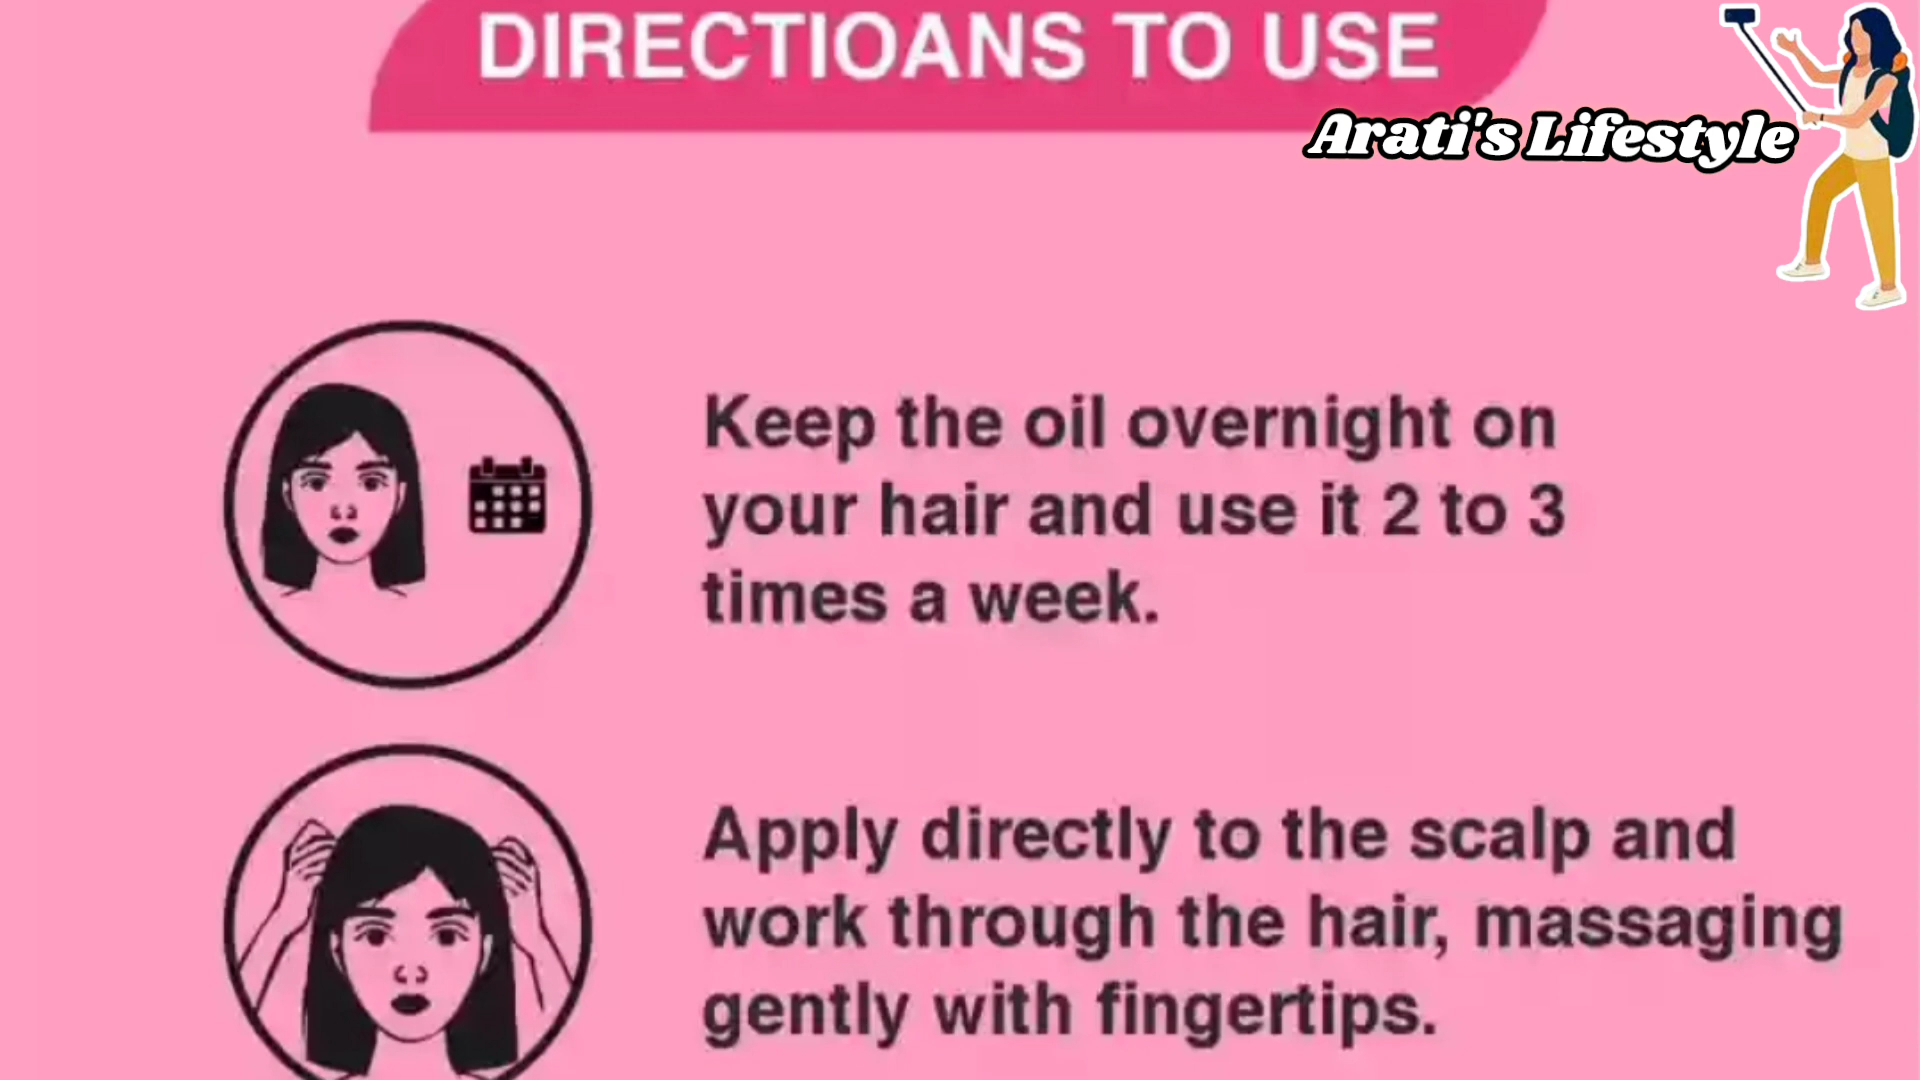 DIRECTIOANS TO USE
Arati's Lifestyle
Keep the oil overnight on
your hair and use it 2 to 3
times a week.
Apply directly to the scalp and
work through the hair, massaging
gently with fingertips.